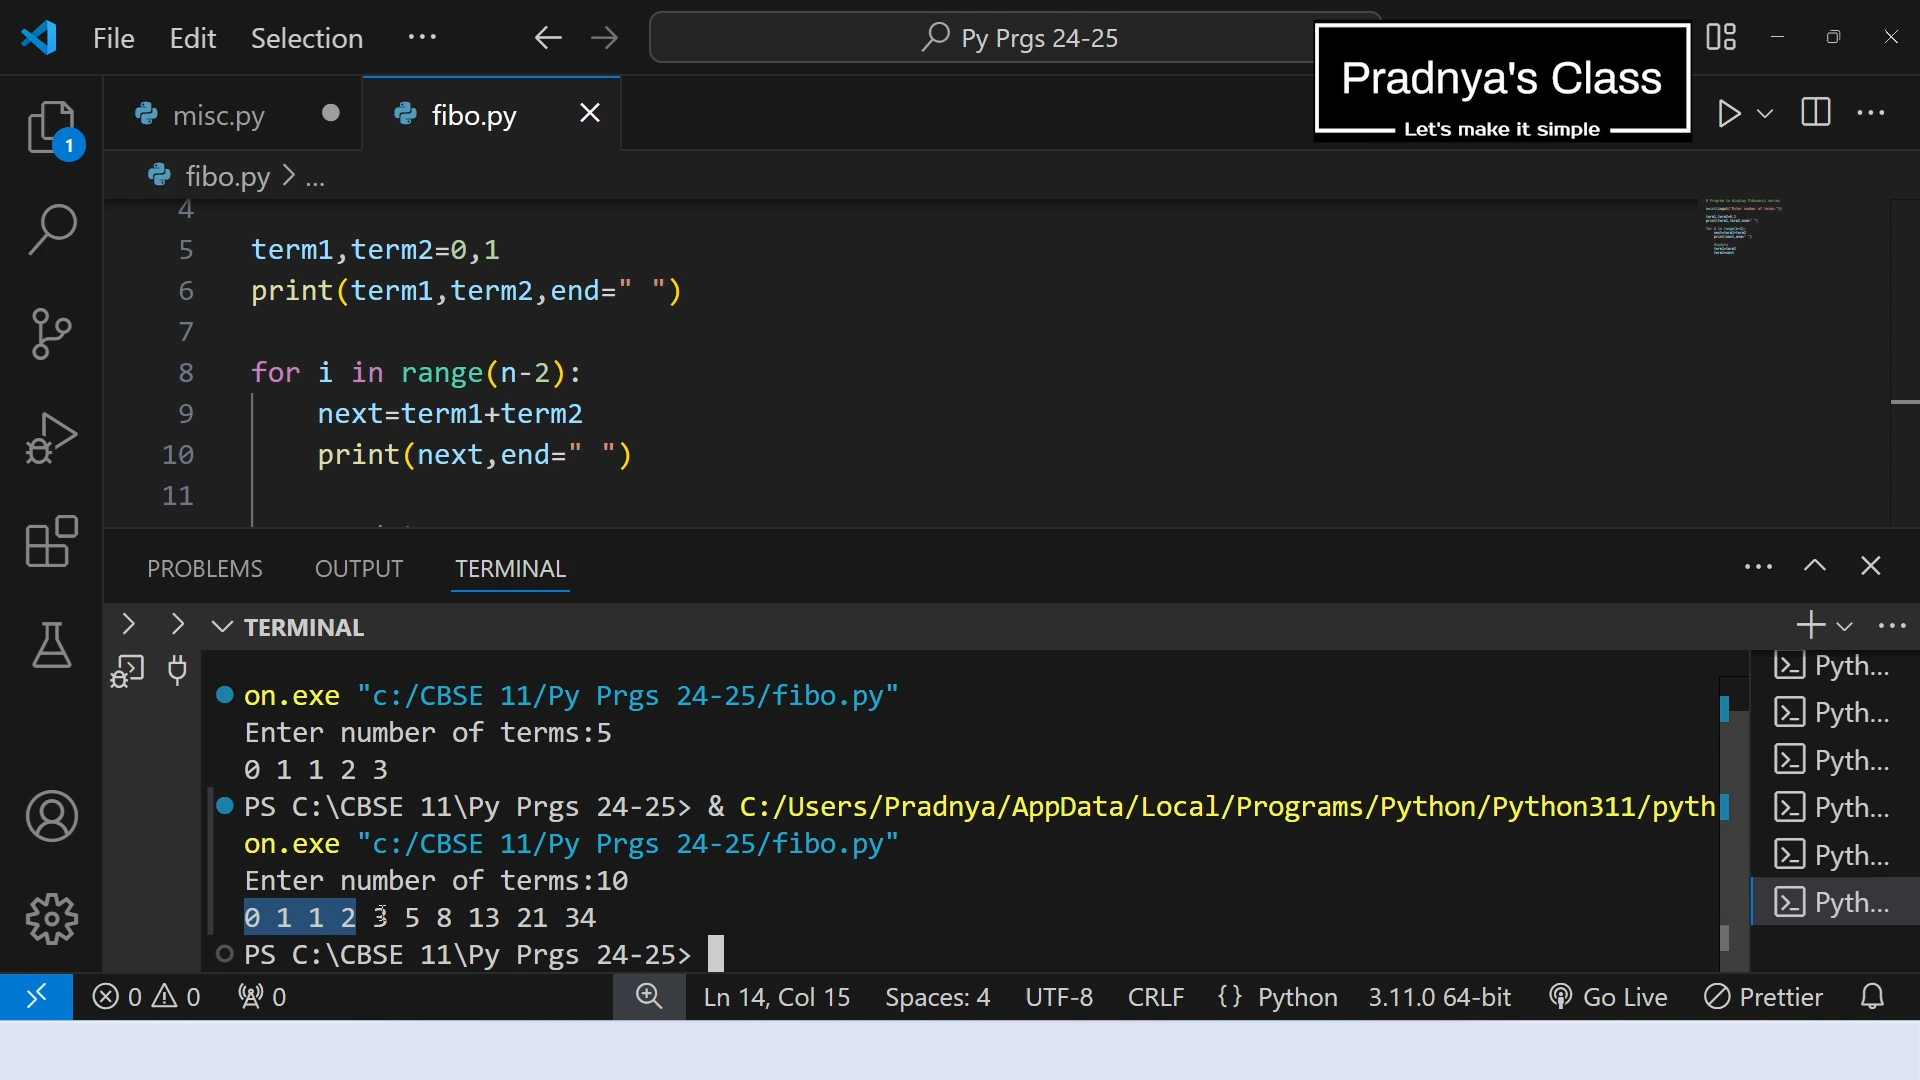 File Edit Selection ...
Py Prgs 24-25
Pradnya's Class
Let's make it simple
misc.py
fibo.py
1
fibo.py > ...
4
5 term1,term2=0,1
6 print(term1,term2,end=" ")
7
8 for i in range(n-2):
9 next=term1+term2
10 print(next,end=" ")
11
PROBLEMS OUTPUT TERMINAL
TERMINAL
on.exe "c:/CBSE 11/Py Prgs 24-25/fibo.py"
Enter number of terms:5
0 1 1 2 3
PS C:\CBSE 11\Py Prgs 24-25> & C:/Users/Pradnya/AppData/Local/Programs/Python/Python311/pyth
on.exe "c:/CBSE 11/Py Prgs 24-25/fibo.py"
Enter number of terms:10
0 1 1 2 3 5 8 13 21 34
PS C:\CBSE 11\Py Prgs 24-25>
Pyth...
Pyth...
Pyth...
Pyth...
Pyth...
Pyth...
0 0 0 Ln 14, Col 15 Spaces: 4 UTF-8 CRLF {} Python 3.11.0 64-bit Go Live Prettier